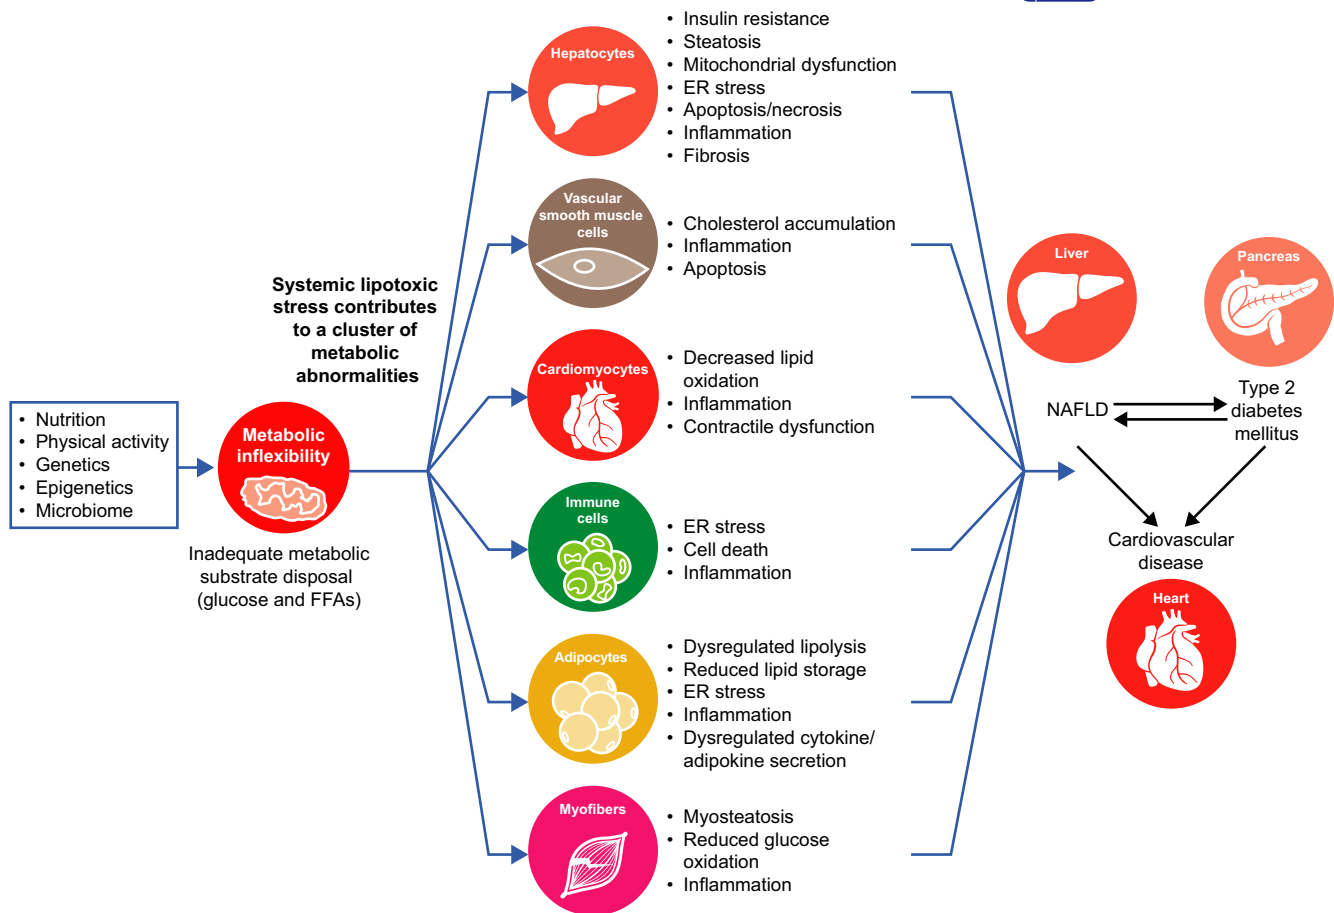 • Nutrition
• Physical activity
• Genetics
• Epigenetics
• Microbiome
Systemic lipotoxic
stress contributes
to a cluster of
metabolic
abnormalities
Metabolic
inflexibility
Inadequate metabolic
substrate disposal
(glucose and FFAs)
Hepatocytes
• Insulin resistance
• Steatosis
• Mitochondrial dysfunction
• ER stress
• Apoptosis/necrosis
• Inflammation
• Fibrosis
Vascular
smooth muscle
cells
• Cholesterol accumulation
• Inflammation
• Apoptosis
Cardiomyocytes
• Decreased lipid
oxidation
• Inflammation
• Contractile dysfunction
Immune
cells
• ER stress
• Cell death
• Inflammation
Adipocytes
• Dysregulated lipolysis
• Reduced lipid storage
• ER stress
• Inflammation
• Dysregulated cytokine/
adipokine secretion
Myofibers
• Myosteatosis
• Reduced glucose
oxidation
• Inflammation
Liver
Pancreas
NAFLD
Type 2
diabetes
mellitus
Cardiovascular
disease
Heart